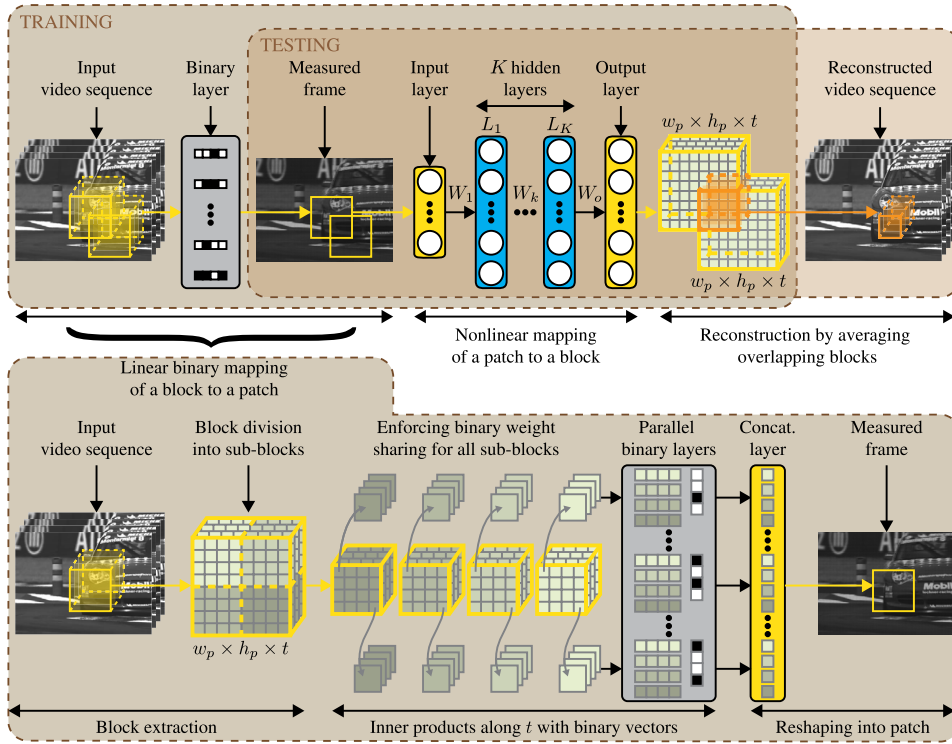 TRAINING
TESTING
Input
video sequence
Binary
layer
Measured
frame
Input
layer
K hidden
layers
Output
layer
Reconstructed
video sequence
L_1
L_K
W_1
W_k
W_o
w_p × h_p × t
w_p × h_p × t
Mobil
Mobil
Linear binary mapping
of a block to a patch
Nonlinear mapping
of a patch to a block
Reconstruction by averaging
overlapping blocks
Input
video sequence
Block division
into sub-blocks
Enforcing binary weight
sharing for all sub-blocks
Parallel
binary layers
Concat.
layer
Measured
frame
Mobil
Mobil
w_p × h_p × t
Block extraction
Inner products along t with binary vectors
Reshaping into patch